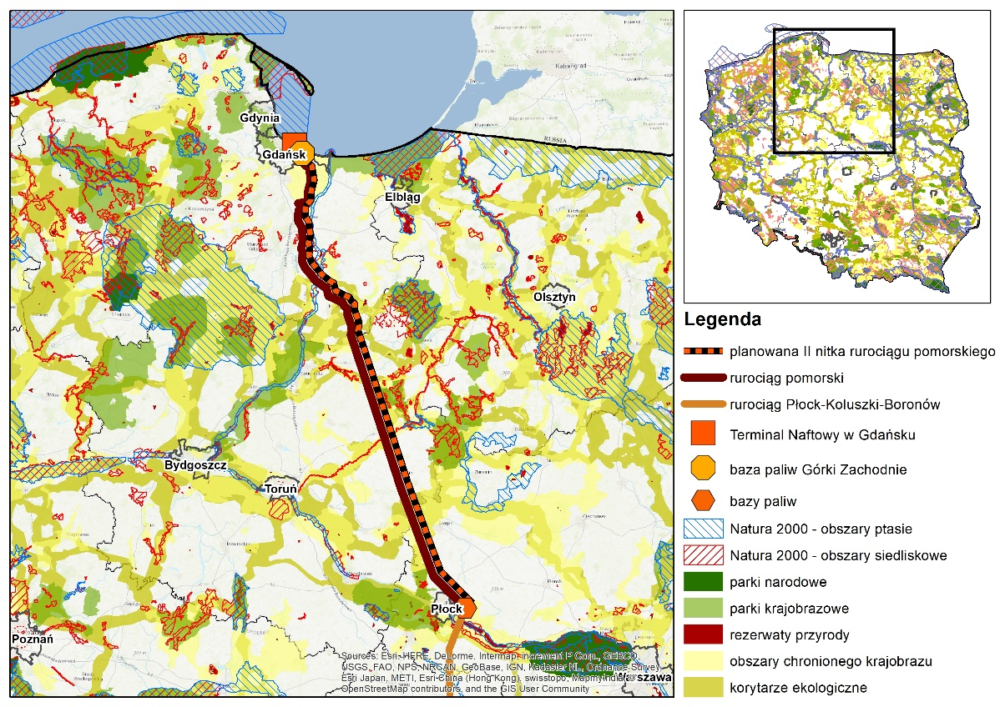 Kaliningrad
RUSSIA
Gdynia
Gdańsk
Elbląg
Olsztyn
Bydgoszcz
Toruń
Płock
Poznań
Warszawa
Sources: Esri, HERE, DeLorme, Intermap, increment P Corp., GEBCO,
USGS, FAO, NPS, NRCAN, GeoBase, IGN, Kadaster NL, Ordnance Survey,
Esri Japan, METI, Esri China (Hong Kong), swisstopo, MapmyIndia, ©
OpenStreetMap contributors, and the GIS User Community
Legenda
planowana II nitka rurociągu pomorskiego
rurociąg pomorski
rurociąg Płock-Koluszki-Boronów
Terminal Naftowy w Gdańsku
baza paliw Górki Zachodnie
bazy paliw
Natura 2000 - obszary ptasie
Natura 2000 - obszary siedliskowe
parki narodowe
parki krajobrazowe
rezerwaty przyrody
obszary chronionego krajobrazu
korytarze ekologiczne